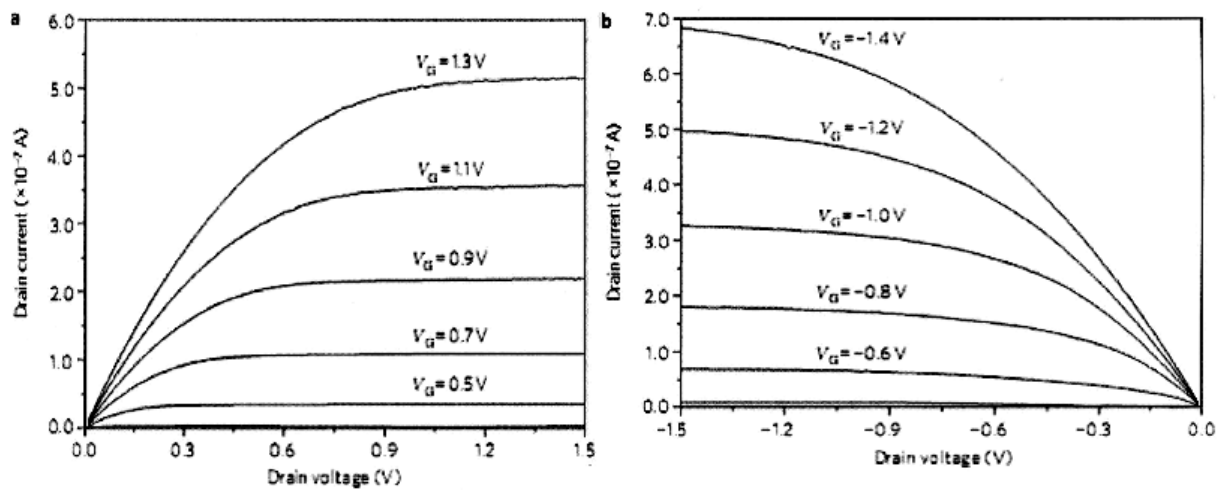 a
6.0
5.0
4.0
3.0
2.0
1.0
0.0
Drain current (×10⁻⁷ A)
V_G = 1.3 V
V_G = 1.1 V
V_G = 0.9 V
V_G = 0.7 V
V_G = 0.5 V
0.0 0.3 0.6 0.9 1.2 1.5
Drain voltage (V)
b
7.0
6.0
5.0
4.0
3.0
2.0
1.0
0.0
Drain current (×10⁻⁷ A)
V_G = −1.4 V
V_G = −1.2 V
V_G = −1.0 V
V_G = −0.8 V
V_G = −0.6 V
−1.5 −1.2 −0.9 −0.6 −0.3 0.0
Drain voltage (V)